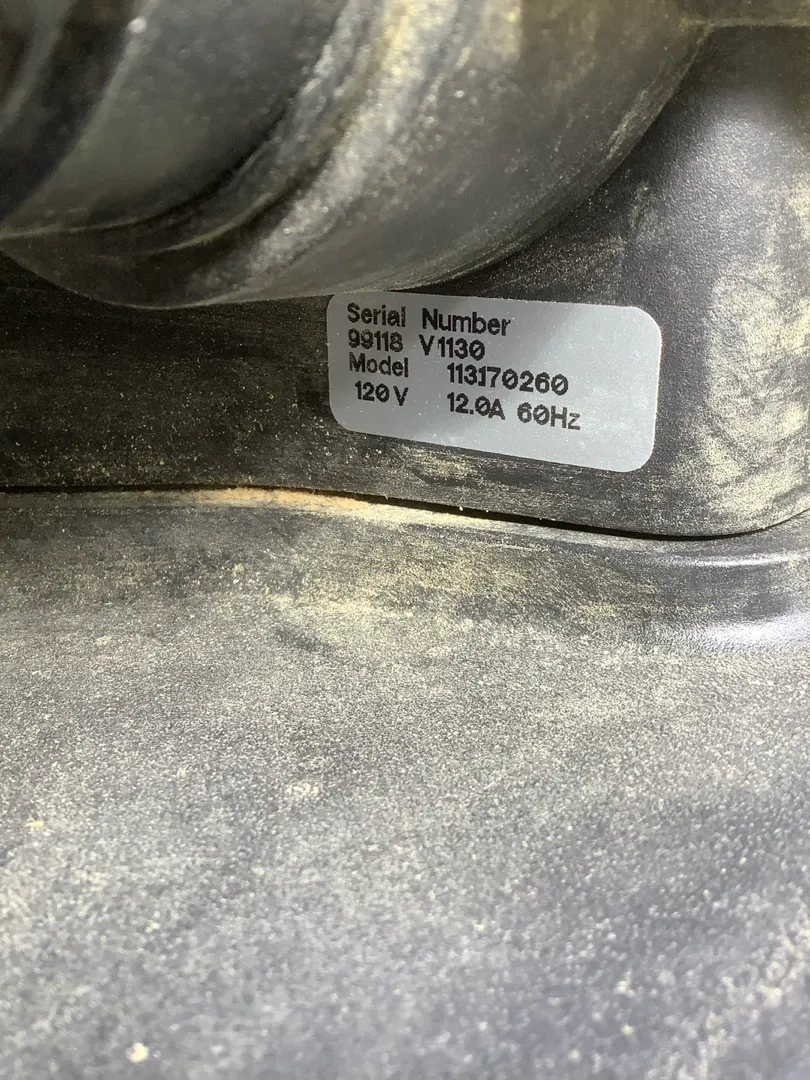 Serial Number
99118 V1130
Model 113170260
120V 12.0A 60Hz